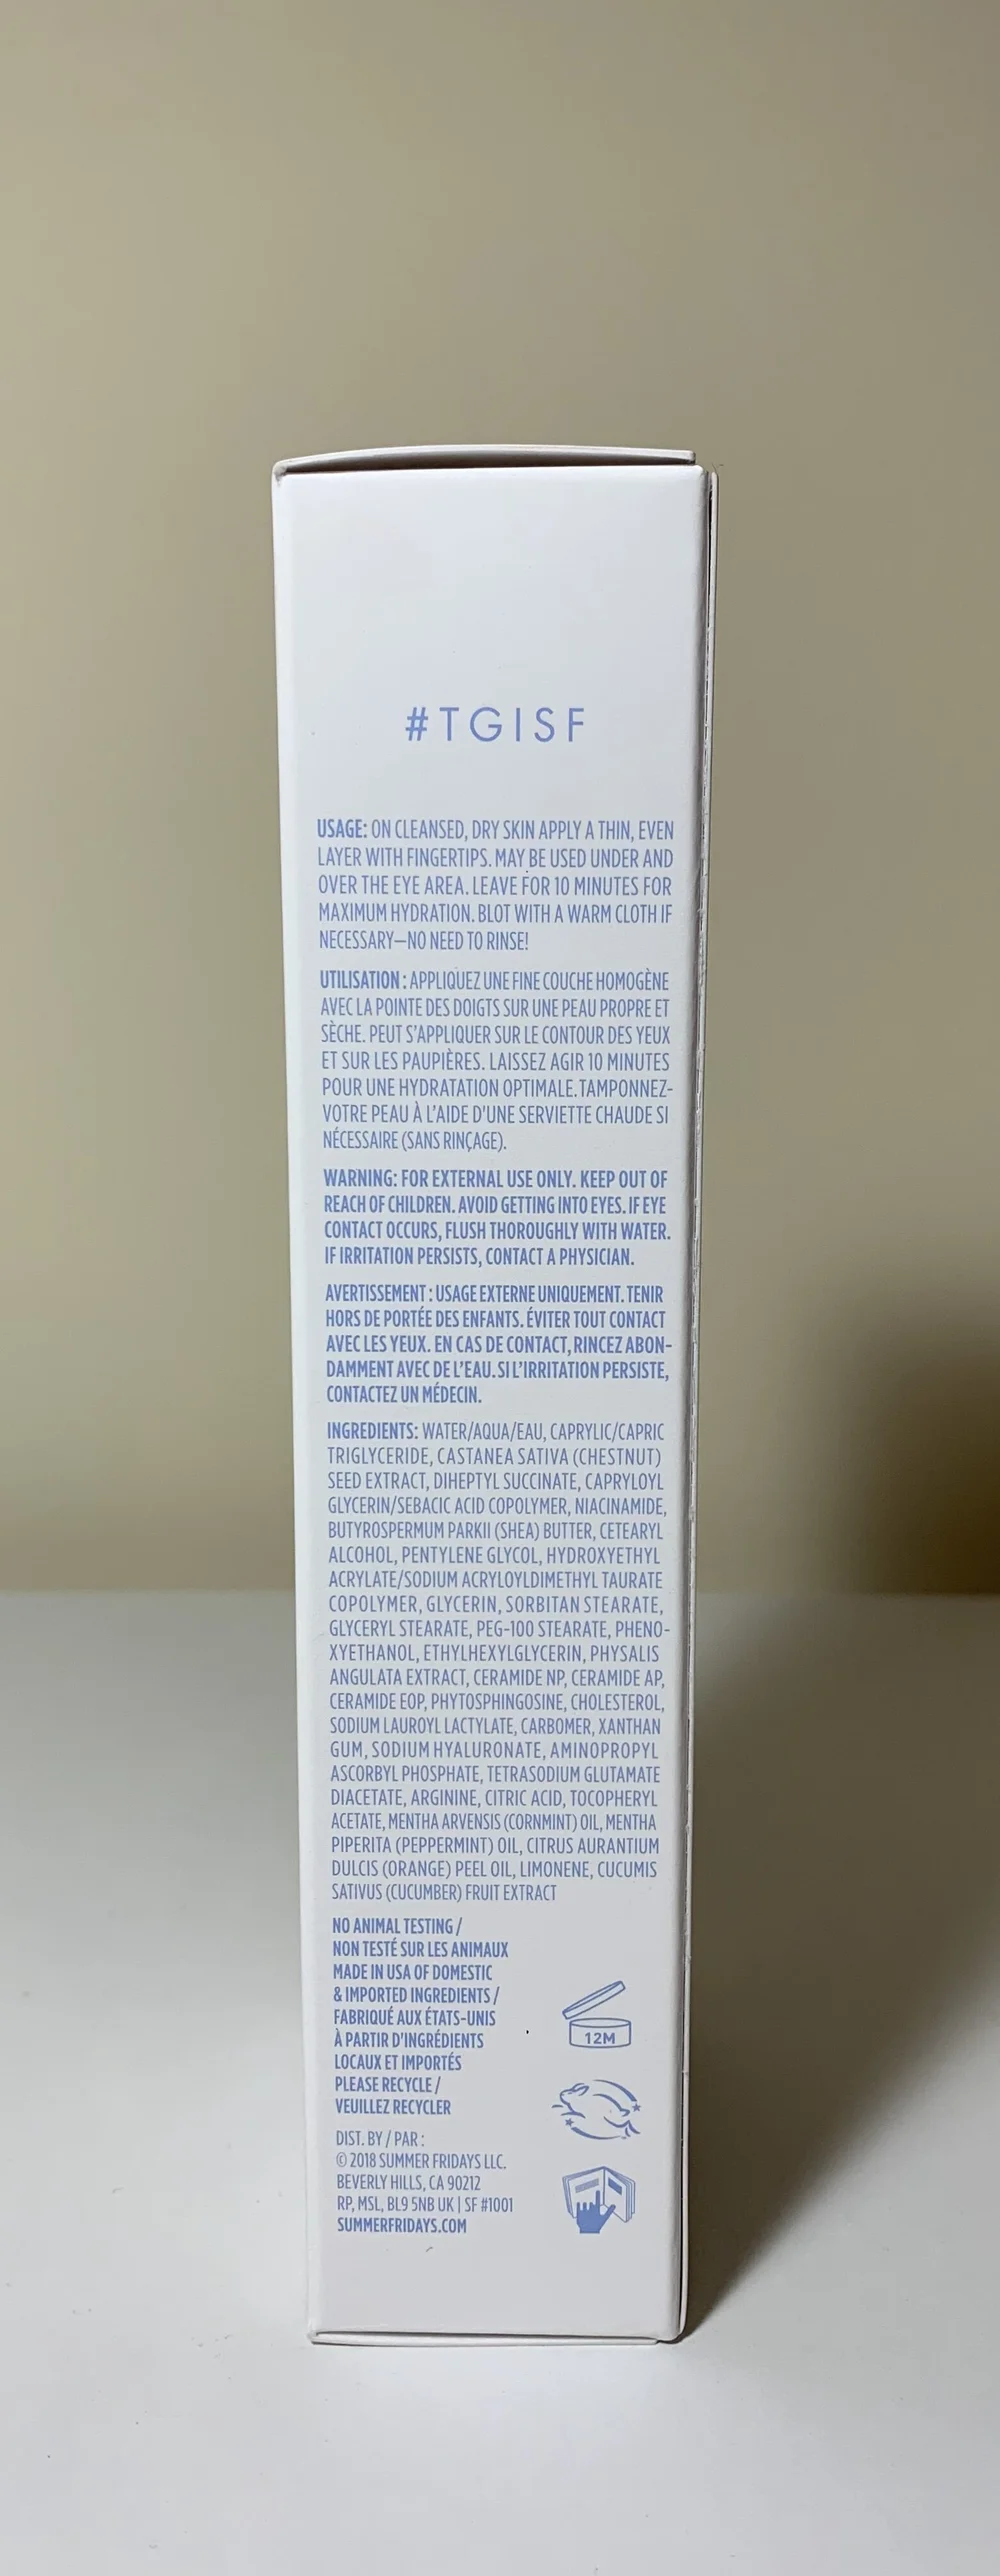 #TGISF
USAGE: ON CLEANSED, DRY SKIN APPLY A THIN, EVEN
LAYER WITH FINGERTIPS. MAY BE USED UNDER AND
OVER THE EYE AREA. LEAVE FOR 10 MINUTES FOR
MAXIMUM HYDRATION. BLOT WITH A WARM CLOTH IF
NECESSARY—NO NEED TO RINSE!
UTILISATION : APPLIQUEZ UNE FINE COUCHE HOMOGÈNE
AVEC LA POINTE DES DOIGTS SUR UNE PEAU PROPRE ET
SÈCHE. PEUT S'APPLIQUER SUR LE CONTOUR DES YEUX
ET SUR LES PAUPIÈRES. LAISSEZ AGIR 10 MINUTES
POUR UNE HYDRATATION OPTIMALE. TAMPONNEZ-
VOTRE PEAU À L'AIDE D'UNE SERVIETTE CHAUDE SI
NÉCESSAIRE (SANS RINÇAGE).
WARNING: FOR EXTERNAL USE ONLY. KEEP OUT OF
REACH OF CHILDREN. AVOID GETTING INTO EYES. IF EYE
CONTACT OCCURS, FLUSH THOROUGHLY WITH WATER.
IF IRRITATION PERSISTS, CONTACT A PHYSICIAN.
AVERTISSEMENT : USAGE EXTERNE UNIQUEMENT. TENIR
HORS DE PORTÉE DES ENFANTS. ÉVITER TOUT CONTACT
AVEC LES YEUX. EN CAS DE CONTACT, RINCEZ ABON-
DAMMENT AVEC DE L'EAU. SI L'IRRITATION PERSISTE,
CONTACTEZ UN MÉDECIN.
INGREDIENTS: WATER/AQUA/EAU, CAPRYLIC/CAPRIC
TRIGLYCERIDE, CASTANEA SATIVA (CHESTNUT)
SEED EXTRACT, DIHEPTYL SUCCINATE, CAPRYLOYL
GLYCERIN/SEBACIC ACID COPOLYMER, NIACINAMIDE,
BUTYROSPERMUM PARKII (SHEA) BUTTER, CETEARYL
ALCOHOL, PENTYLENE GLYCOL, HYDROXYETHYL
ACRYLATE/SODIUM ACRYLOYLDIMETHYL TAURATE
COPOLYMER, GLYCERIN, SORBITAN STEARATE,
GLYCERYL STEARATE, PEG-100 STEARATE, PHENO-
XYETHANOL, ETHYLHEXYLGLYCERIN, PHYSALIS
ANGULATA EXTRACT, CERAMIDE NP, CERAMIDE AP,
CERAMIDE EOP, PHYTOSPHINGOSINE, CHOLESTEROL,
SODIUM LAUROYL LACTYLATE, CARBOMER, XANTHAN
GUM, SODIUM HYALURONATE, AMINOPROPYL
ASCORBYL PHOSPHATE, TETRASODIUM GLUTAMATE
DIACETATE, ARGININE, CITRIC ACID, TOCOPHERYL
ACETATE, MENTHA ARVENSIS (CORNMINT) OIL, MENTHA
PIPERITA (PEPPERMINT) OIL, CITRUS AURANTIUM
DULCIS (ORANGE) PEEL OIL, LIMONENE, CUCUMIS
SATIVUS (CUCUMBER) FRUIT EXTRACT
NO ANIMAL TESTING /
NON TESTÉ SUR LES ANIMAUX
MADE IN USA OF DOMESTIC
& IMPORTED INGREDIENTS /
FABRIQUÉ AUX ÉTATS-UNIS
À PARTIR D'INGRÉDIENTS
LOCAUX ET IMPORTÉS
PLEASE RECYCLE /
VEUILLEZ RECYCLER
12M
DIST. BY / PAR :
© 2018 SUMMER FRIDAYS LLC.
BEVERLY HILLS, CA 90212
RP, MSL, BL9 5NB UK | SF #1001
SUMMERFRIDAYS.COM